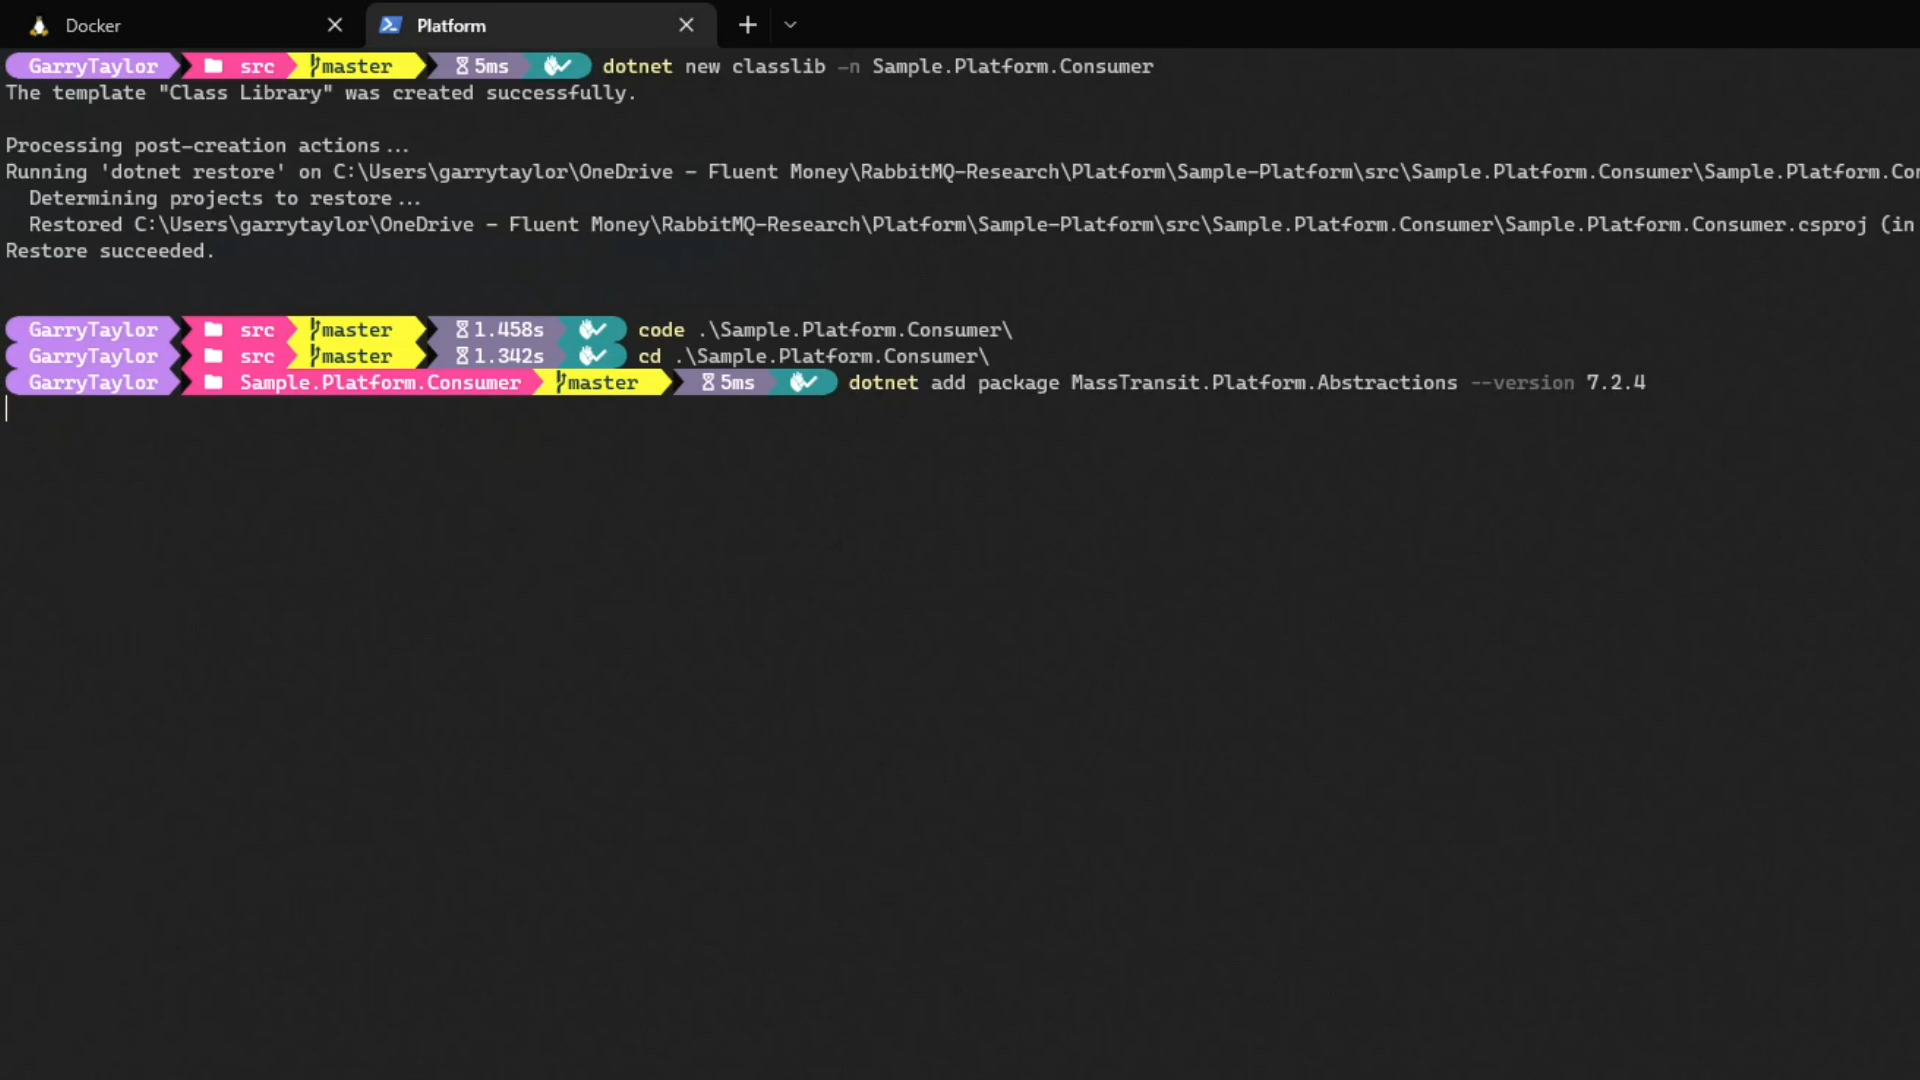 Docker
Platform
GarryTaylor src master 5ms dotnet new classlib -n Sample.Platform.Consumer
The template "Class Library" was created successfully.
Processing post-creation actions...
Running 'dotnet restore' on C:\Users\garrytaylor\OneDrive - Fluent Money\RabbitMQ-Research\Platform\Sample-Platform\src\Sample.Platform.Consumer\Sample.Platform.Co
Determining projects to restore...
Restored C:\Users\garrytaylor\OneDrive - Fluent Money\RabbitMQ-Research\Platform\Sample-Platform\src\Sample.Platform.Consumer\Sample.Platform.Consumer.csproj (in
Restore succeeded.
GarryTaylor src master 1.458s code .\Sample.Platform.Consumer\
GarryTaylor src master 1.342s cd .\Sample.Platform.Consumer\
GarryTaylor Sample.Platform.Consumer master 5ms dotnet add package MassTransit.Platform.Abstractions --version 7.2.4